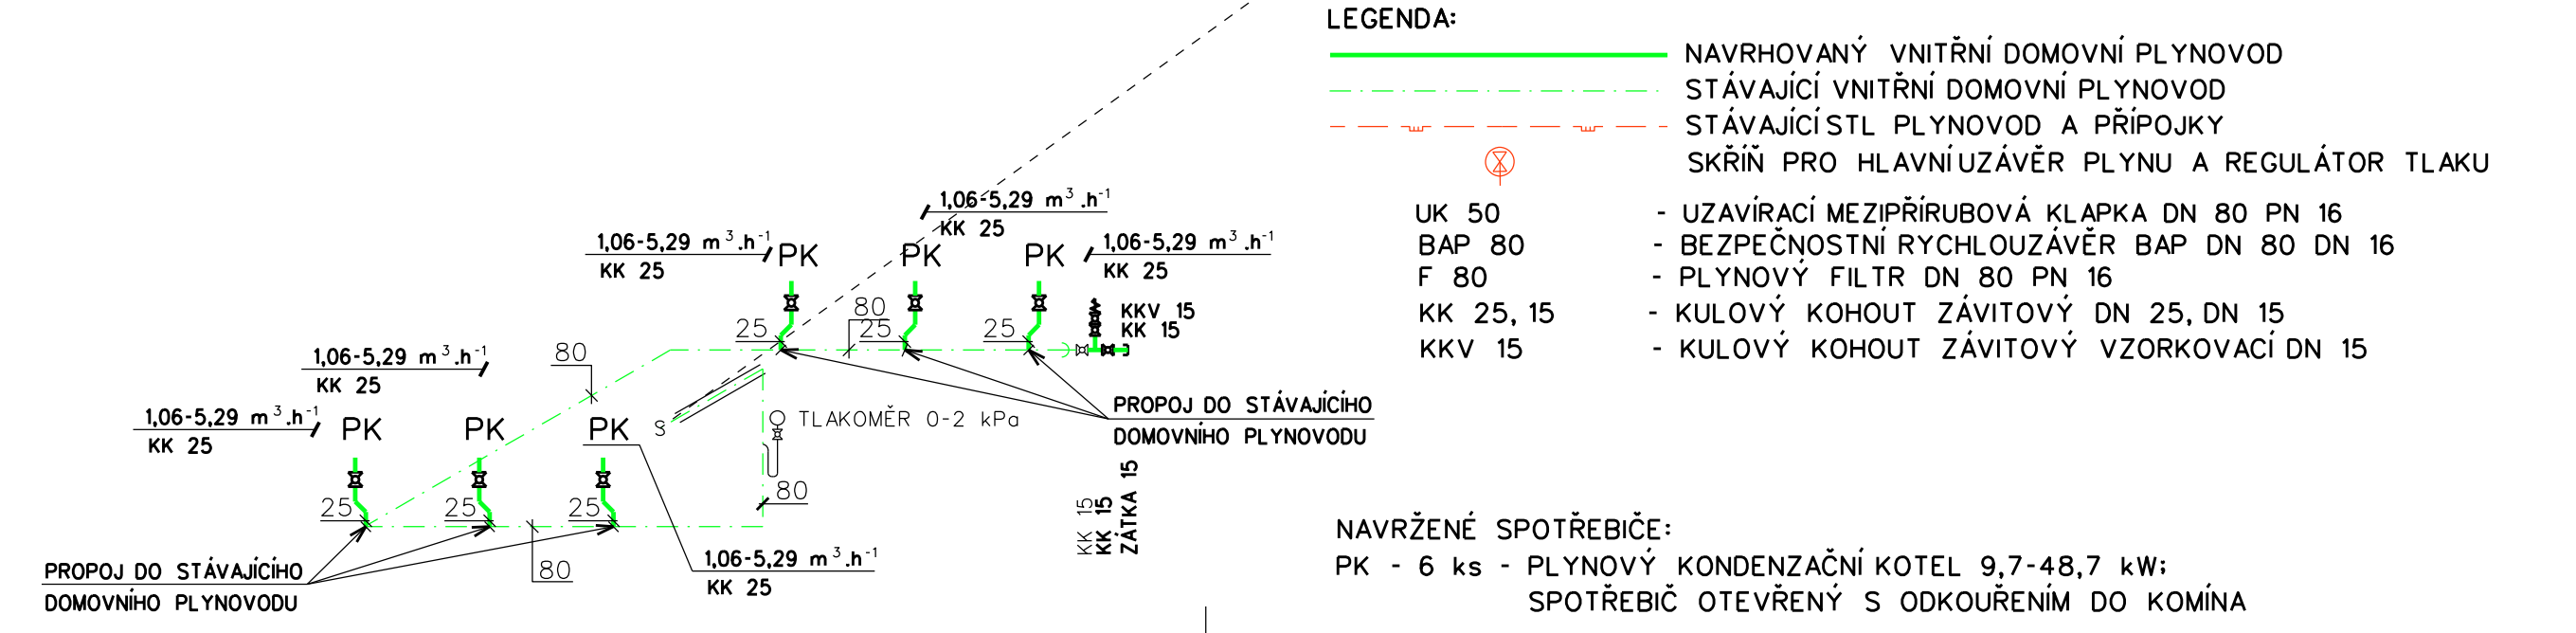 LEGENDA:
NAVRHOVANÝ VNITŘNÍ DOMOVNÍ PLYNOVOD
STÁVAJÍCÍ VNITŘNÍ DOMOVNÍ PLYNOVOD
STÁVAJÍCÍ STL PLYNOVOD A PŘÍPOJKY
SKŘÍŇ PRO HLAVNÍ UZÁVĚR PLYNU A REGULÁTOR TLAKU
UK 50 - UZAVÍRACÍ MEZIPŘÍRUBOVÁ KLAPKA DN 80 PN 16
BAP 80 - BEZPEČNOSTNÍ RYCHLOUZÁVĚR BAP DN 80 DN 16
F 80 - PLYNOVÝ FILTR DN 80 PN 16
KK 25, 15 - KULOVÝ KOHOUT ZÁVITOVÝ DN 25, DN 15
KKV 15 - KULOVÝ KOHOUT ZÁVITOVÝ VZORKOVACÍ DN 15
1,06-5,29 m³.h⁻¹
KK 25
1,06-5,29 m³.h⁻¹
KK 25
PK
PK
PK
1,06-5,29 m³.h⁻¹
KK 25
KKV 15
KK 15
25
80
25
25
1,06-5,29 m³.h⁻¹
KK 25
80
1,06-5,29 m³.h⁻¹
KK 25
PK
PK
PK
S
TLAKOMĚR 0-2 kPa
PROPOJ DO STÁVAJÍCÍHO
DOMOVNÍHO PLYNOVODU
25
25
25
80
KK 15
KK 15
ZÁTKA 15
PROPOJ DO STÁVAJÍCÍHO
DOMOVNÍHO PLYNOVODU
80
1,06-5,29 m³.h⁻¹
KK 25
NAVRŽENÉ SPOTŘEBIČE:
PK - 6 ks - PLYNOVÝ KONDENZAČNÍ KOTEL 9,7-48,7 kW;
SPOTŘEBIČ OTEVŘENÝ S ODKOUŘENÍM DO KOMÍNA